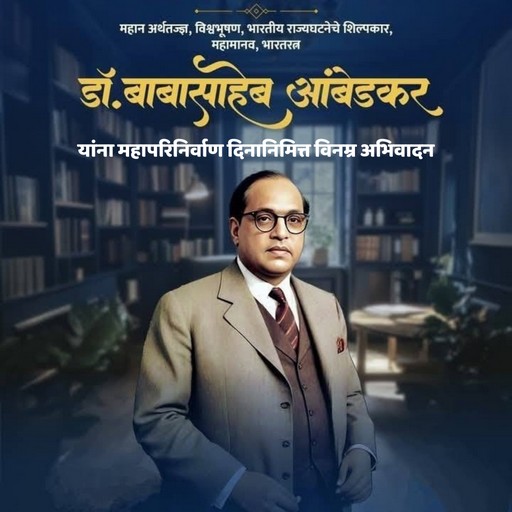 महान अर्थतज्ज्ञ, विश्वभूषण, भारतीय राज्यघटनेचे शिल्पकार,
महामानव, भारतरत्न
डॉ. बाबासाहेब आंबेडकर
यांना महापरिनिर्वाण दिनानिमित्त विनम्र अभिवादन